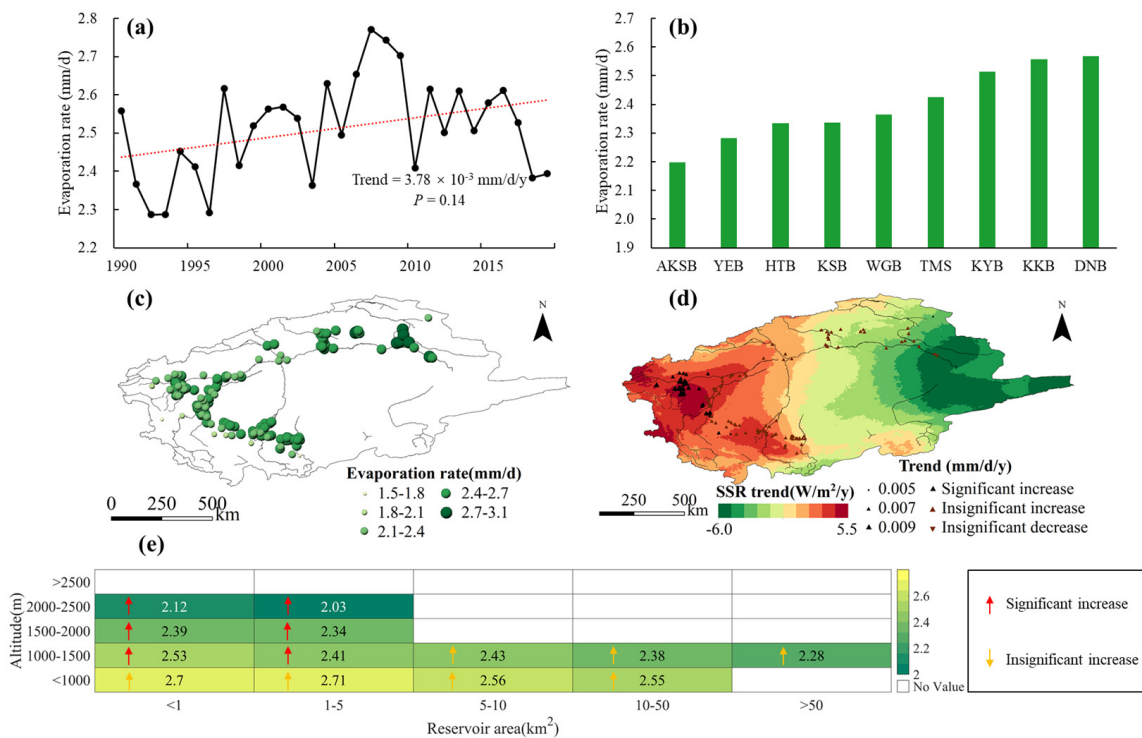 (a)
Evaporation rate (mm/d)
2.8
2.7
2.6
2.5
2.4
2.3
2.2
1990 1995 2000 2005 2010 2015
Trend = 3.78 × 10⁻³ mm/d/y
P = 0.14
(b)
Evaporation rate (mm/d)
2.7
2.6
2.5
2.4
2.3
2.2
2.1
2.0
1.9
AKSB YEB HTB KSB WGB TMS KYB KKB DNB
(c)
N
Evaporation rate(mm/d)
1.5-1.8 2.4-2.7
1.8-2.1 2.7-3.1
2.1-2.4
0 250 500
km
(d)
N
Trend (mm/d/y)
0.005 Significant increase
0.007 Insignificant increase
0.009 Insignificant decrease
SSR trend(W/m²/y)
-6.0 5.5
250 500
km
(e)
Altitude(m)
>2500
2000-2500 2.12 2.03
1500-2000 2.39 2.34
1000-1500 2.53 2.41 2.43 2.38 2.28
<1000 2.7 2.71 2.56 2.55
<1 1-5 5-10 10-50 >50
Reservoir area(km²)
2.6
2.4
2.2
2
No Value
Significant increase
Insignificant increase